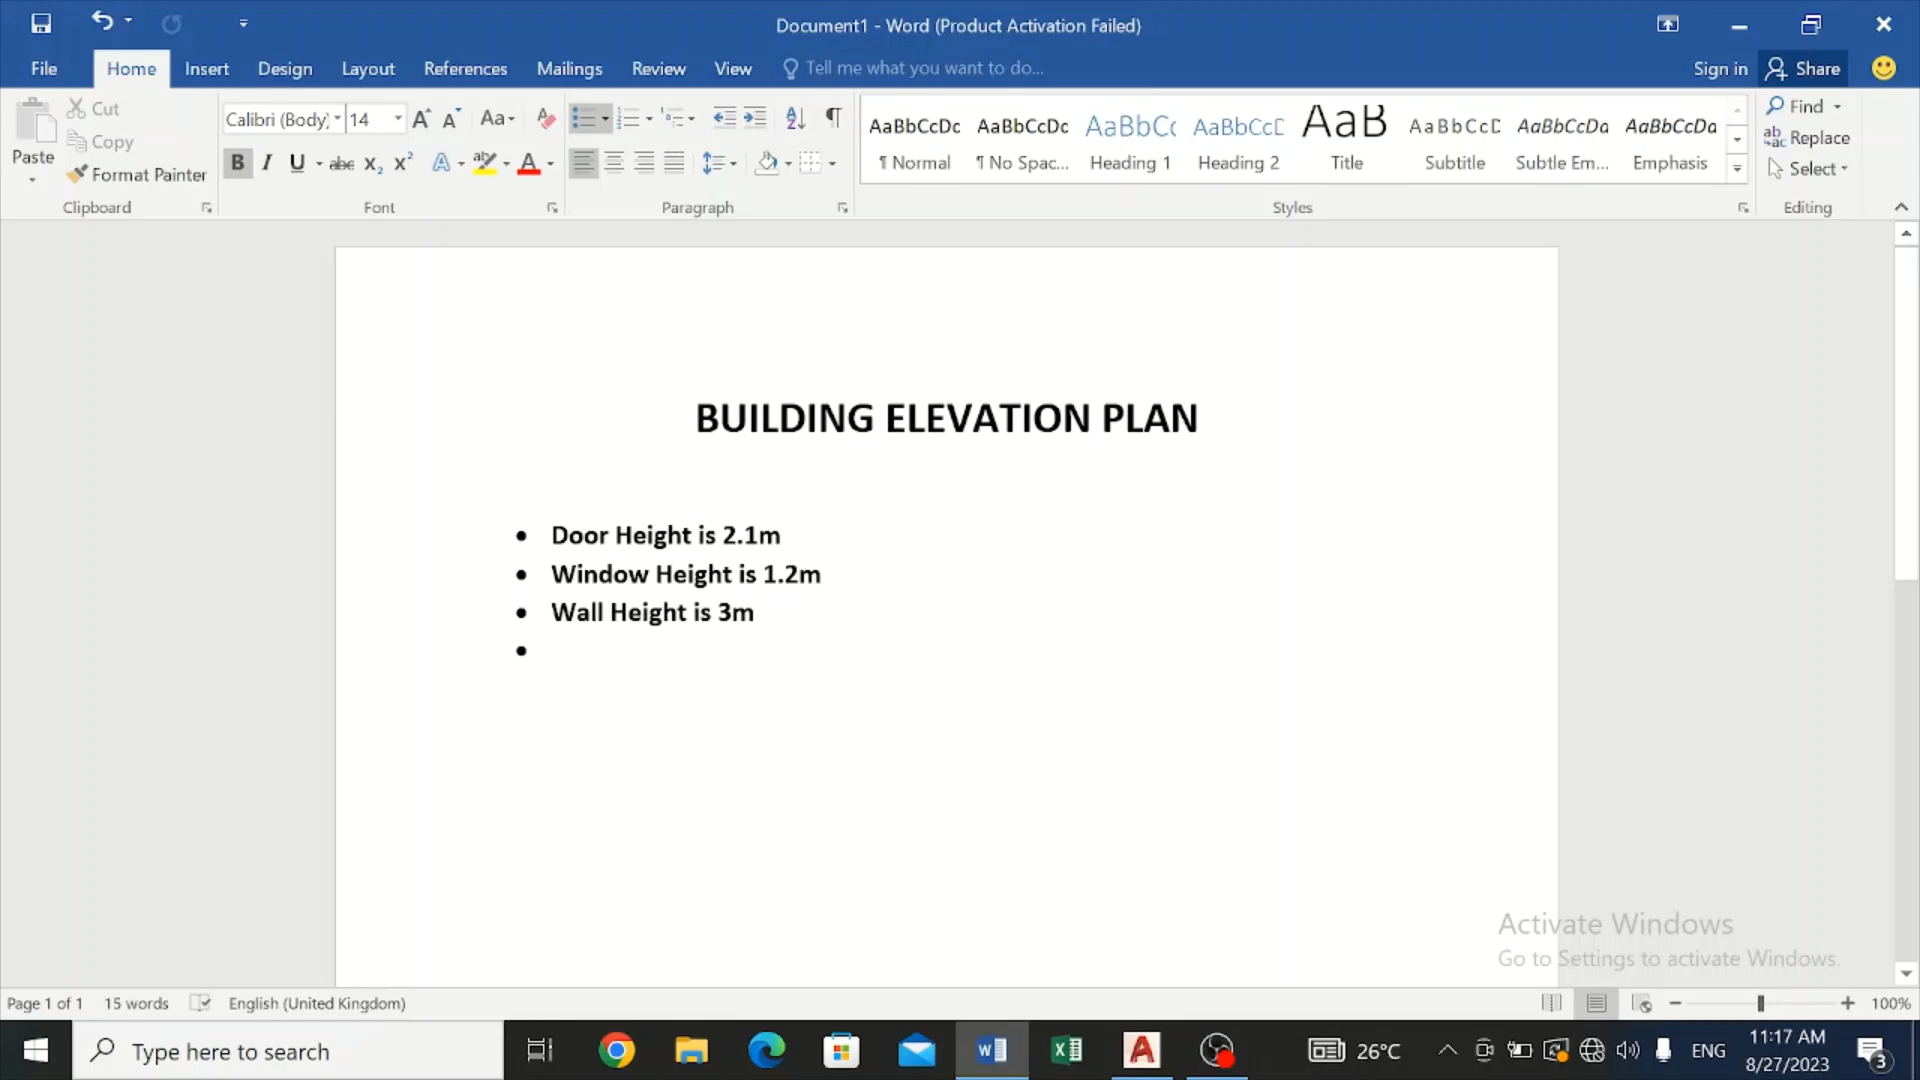 Document1 - Word (Product Activation Failed)
File Home Insert Design Layout References Mailings Review View Tell me what you want to do... Sign in Share
Cut
Copy
Format Painter
Paste
Clipboard
Calibri (Body) 14
Font
Paragraph
AaBbCcDc AaBbCcDc AaBbCc AaBbCcD AaB AaBbCcD AaBbCcDa AaBbCcDa
¶ Normal ¶ No Spac... Heading 1 Heading 2 Title Subtitle Subtle Em... Emphasis
Styles
Find
Replace
Select
Editing
BUILDING ELEVATION PLAN
• Door Height is 2.1m
• Window Height is 1.2m
• Wall Height is 3m
•
Activate Windows
Go to Settings to activate Windows.
Page 1 of 1 15 words English (United Kingdom) 100%
Type here to search 26°C ENG 11:17 AM
8/27/2023 3